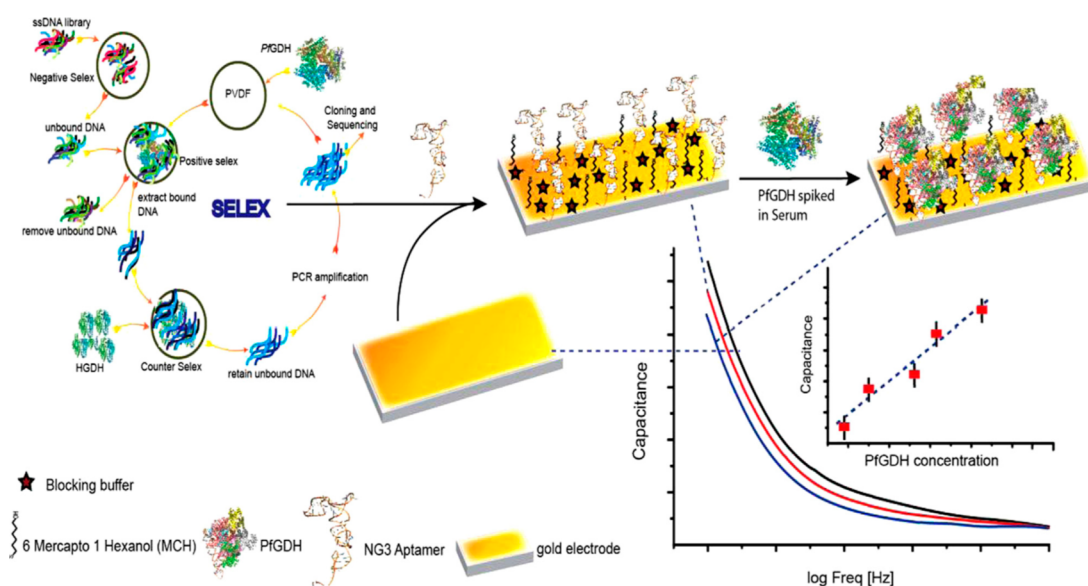 ssDNA library
Negative Selex
unbound DNA
Positive selex
remove unbound DNA
extract bound
DNA
PVDF
PfGDH
Cloning and
Sequencing
SELEX
PCR amplification
HGDH
Counter Selex
retain unbound DNA
PfGDH spiked
in Serum
Capacitance
log Freq [Hz]
Capacitance
PfGDH concentration
Blocking buffer
6 Mercapto 1 Hexanol (MCH)
PfGDH
NG3 Aptamer
gold electrode